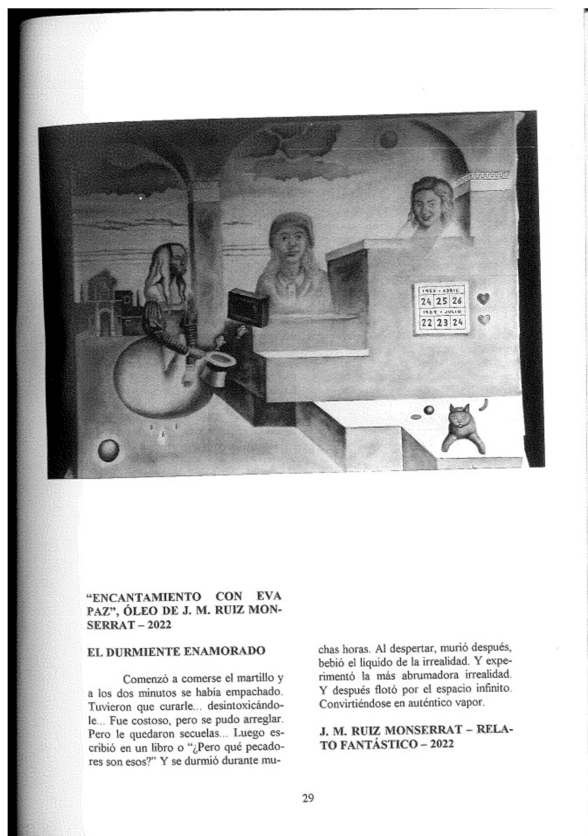 1956 - ABRIL
24 25 26
1969 - JULIO
22 23 24
“ENCANTAMIENTO CON EVA
PAZ”, ÓLEO DE J. M. RUIZ MON-
SERRAT – 2022
EL DURMIENTE ENAMORADO
Comenzó a comerse el martillo y
a los dos minutos se había empachado.
Tuvieron que curarle... desintoxicándo-
le... Fue costoso, pero se pudo arreglar.
Pero le quedaron secuelas... Luego es-
cribió en un libro o “¿Pero qué pecado-
res son esos?” Y se durmió durante mu-
chas horas. Al despertar, murió después,
bebió el líquido de la irrealidad. Y expe-
rimentó la más abrumadora irrealidad.
Y después flotó por el espacio infinito.
Convirtiéndose en auténtico vapor.
J. M. RUIZ MONSERRAT – RELA-
TO FANTÁSTICO – 2022
29